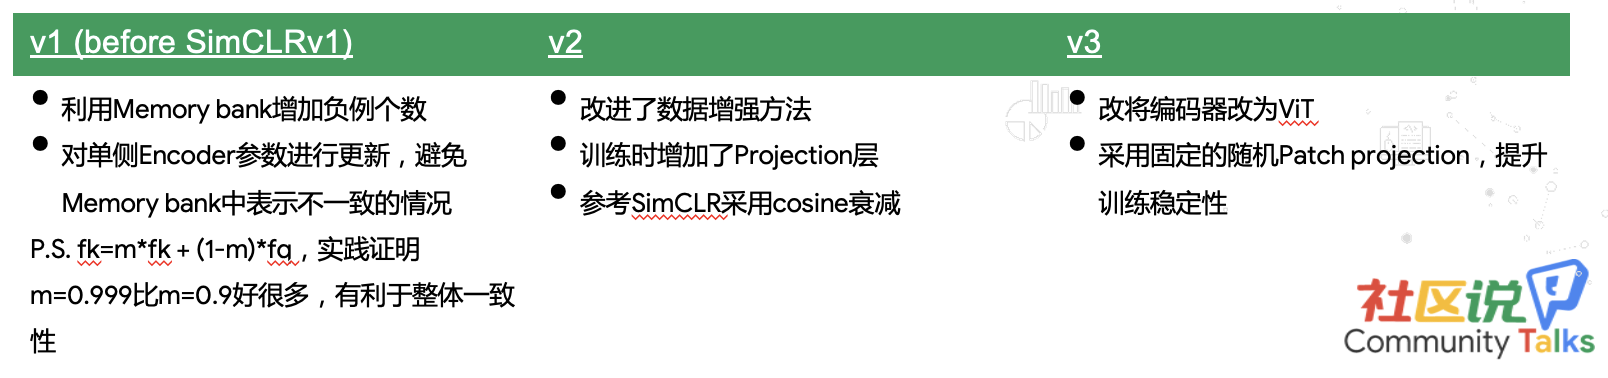 v1 (before SimCLRv1)
v2
v3
● 利用Memory bank增加负例个数
● 对单侧Encoder参数进行更新，避免
Memory bank中表示不一致的情况
P.S. fk=m*fk + (1-m)*fq，实践证明
m=0.999比m=0.9好很多，有利于整体一致
性
● 改进了数据增强方法
● 训练时增加了Projection层
● 参考SimCLR采用cosine衰减
● 改将编码器改为ViT
● 采用固定的随机Patch projection，提升
训练稳定性
社区说
Community Talks